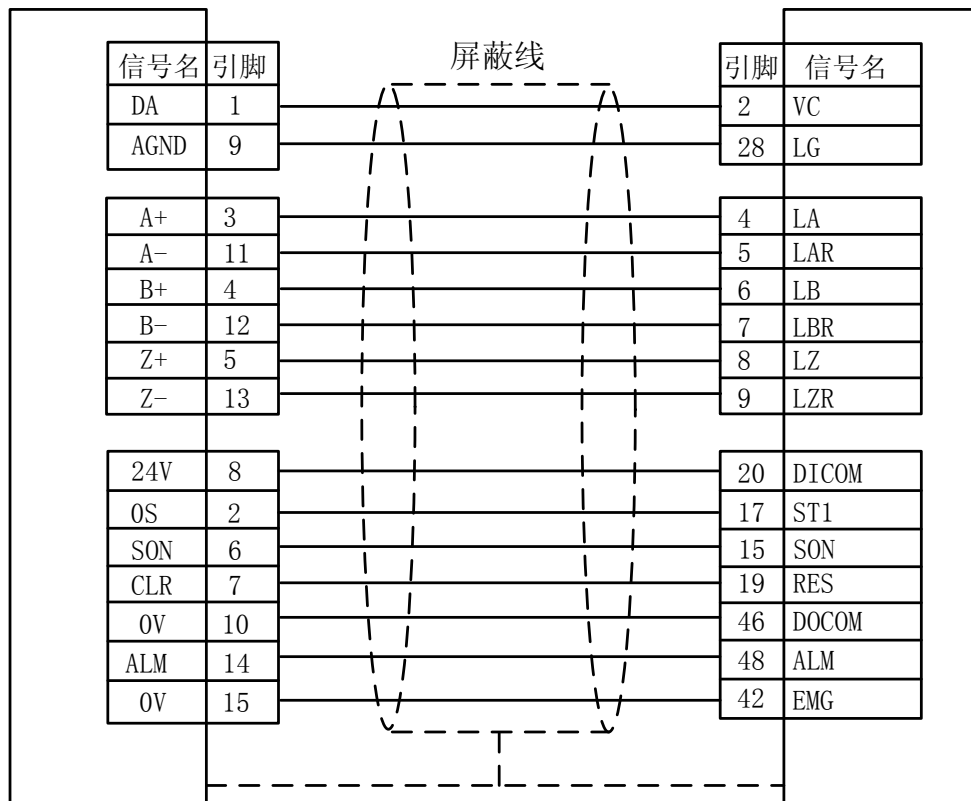 屏蔽线
信号名 引脚 引脚 信号名
DA 1 2 VC
AGND 9 28 LG
A+ 3 4 LA
A- 11 5 LAR
B+ 4 6 LB
B- 12 7 LBR
Z+ 5 8 LZ
Z- 13 9 LZR
24V 8 20 DICOM
OS 2 17 ST1
SON 6 15 SON
CLR 7 19 RES
0V 10 46 DOCOM
ALM 14 48 ALM
0V 15 42 EMG